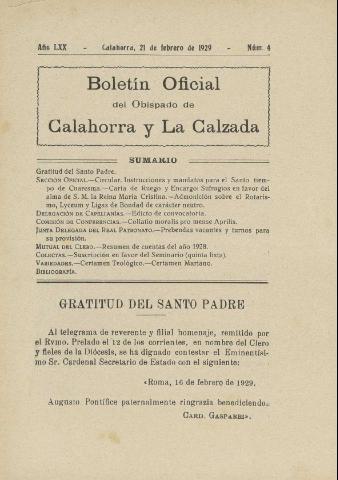 Año LXX - Calahorra, 21 de febrero de 1929 - Núm. 4
Boletín Oficial
del Obispado de
Calahorra y La Calzada
SUMARIO
Gratitud del Santo Padre.
SECCIÓN OFICIAL.—Circular. Instrucciones y mandatos para el Santo tiem-
po de Cuaresma.—Carta de Ruego y Encargo: Sufragios en favor del
alma de S. M. la Reina María Cristina.—Admonición sobre el Rotaris-
mo, Lyceum y Ligas de Bondad de carácter neutro.
DELEGACIÓN DE CAPELLANÍAS.—Edicto de convocatoria.
COMISIÓN DE CONFERENCIAS.—Collatio moralis pro mense Aprilis.
JUNTA DELEGADA DEL REAL PATRONATO.—Prebendas vacantes y turnos para
su provisión.
MUTUAL DEL CLERO.—Resumen de cuentas del año 1928.
COLECTAS.—Suscrición en favor del Seminario (quinta lista).
VARIEDADES.—Certamen Teológico.—Certamen Mariano.
BIBLIOGRAFÍA.
GRATITUD DEL SANTO PADRE
Al telegrama de reverente y filial homenaje, remitido por
el Rvmo. Prelado el 12 de los corrientes, en nombre del Clero
y fieles de la Diócesis, se ha dignado contestar el Eminentísi-
mo Sr. Cardenal Secretario de Estado con el siguiente:
«Roma, 16 de febrero de 1929.
Augusto Pontífice paternalmente ringrazia benediciendo.
CARD. GASPARRI».